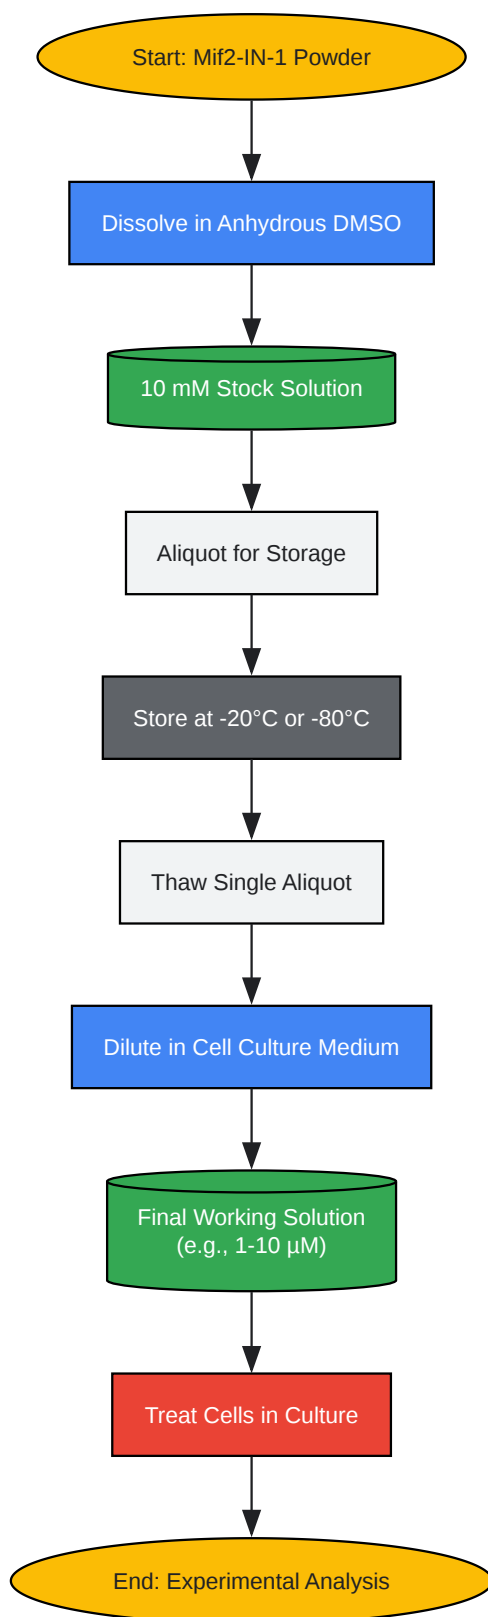 Start: Mif2-IN-1 Powder
Dissolve in Anhydrous DMSO
10 mM Stock Solution
Aliquot for Storage
Store at -20°C or -80°C
Thaw Single Aliquot
Dilute in Cell Culture Medium
Final Working Solution
(e.g., 1-10 µM)
Treat Cells in Culture
End: Experimental Analysis